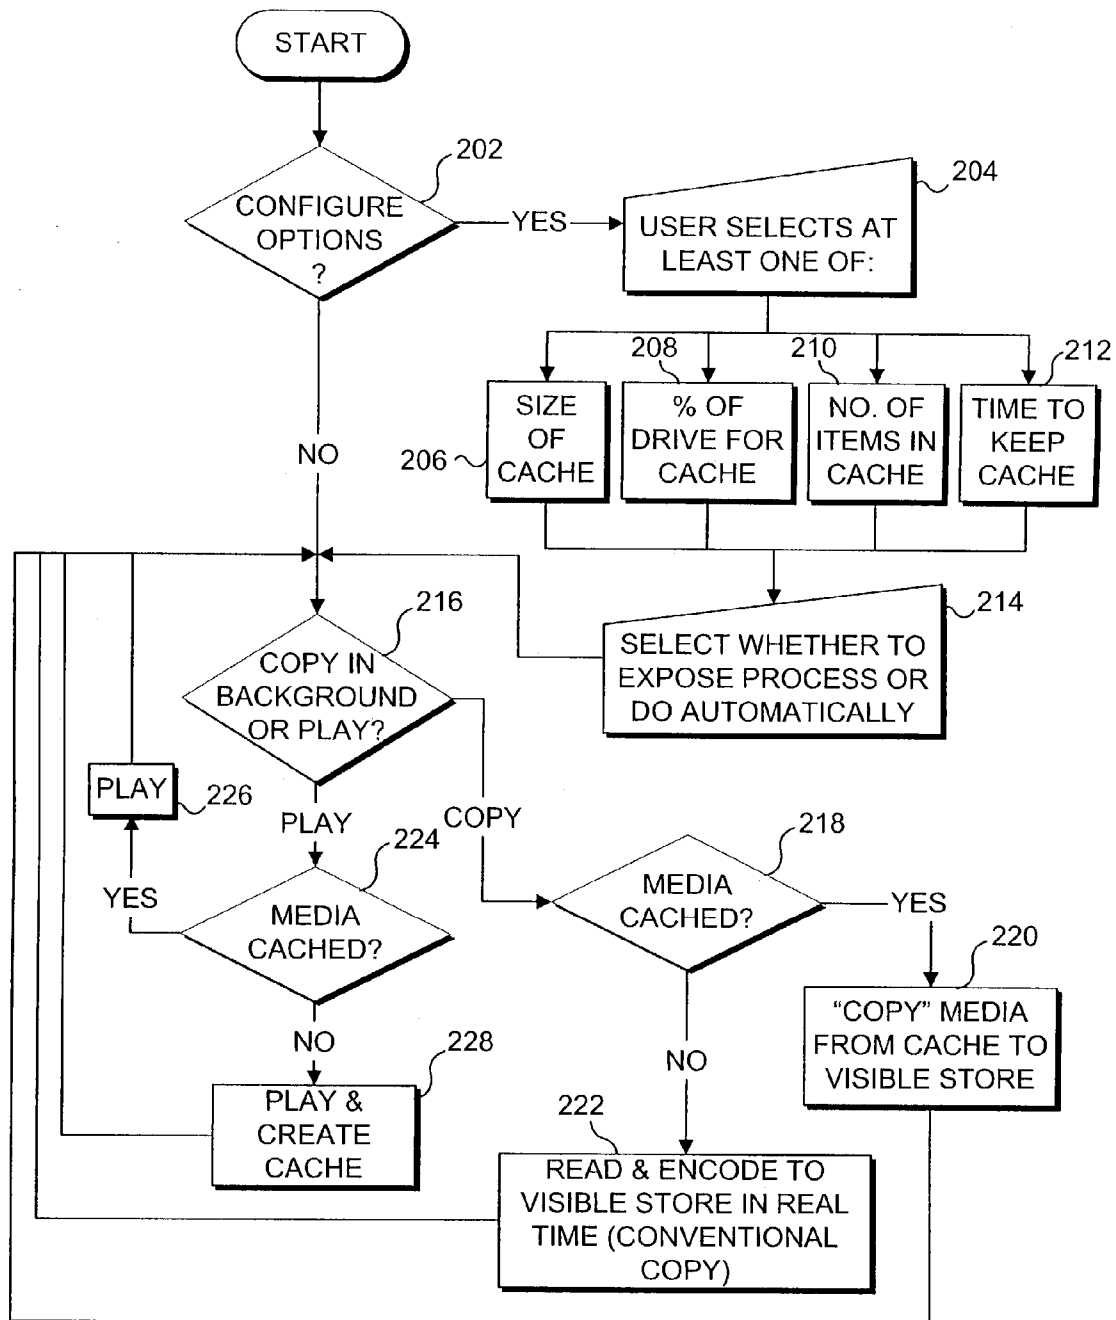 START
202
CONFIGURE
OPTIONS
?
YES
204
USER SELECTS AT
LEAST ONE OF:
NO
206
SIZE
OF
CACHE
208
% OF
DRIVE FOR
CACHE
210
NO. OF
ITEMS IN
CACHE
212
TIME TO
KEEP
CACHE
214
SELECT WHETHER TO
EXPOSE PROCESS OR
DO AUTOMATICALLY
216
COPY IN
BACKGROUND
OR PLAY?
PLAY
226
PLAY
COPY
224
MEDIA
CACHED?
YES
NO
228
PLAY &
CREATE
CACHE
218
MEDIA
CACHED?
YES
220
“COPY” MEDIA
FROM CACHE TO
VISIBLE STORE
NO
222
READ & ENCODE TO
VISIBLE STORE IN REAL
TIME (CONVENTIONAL
COPY)